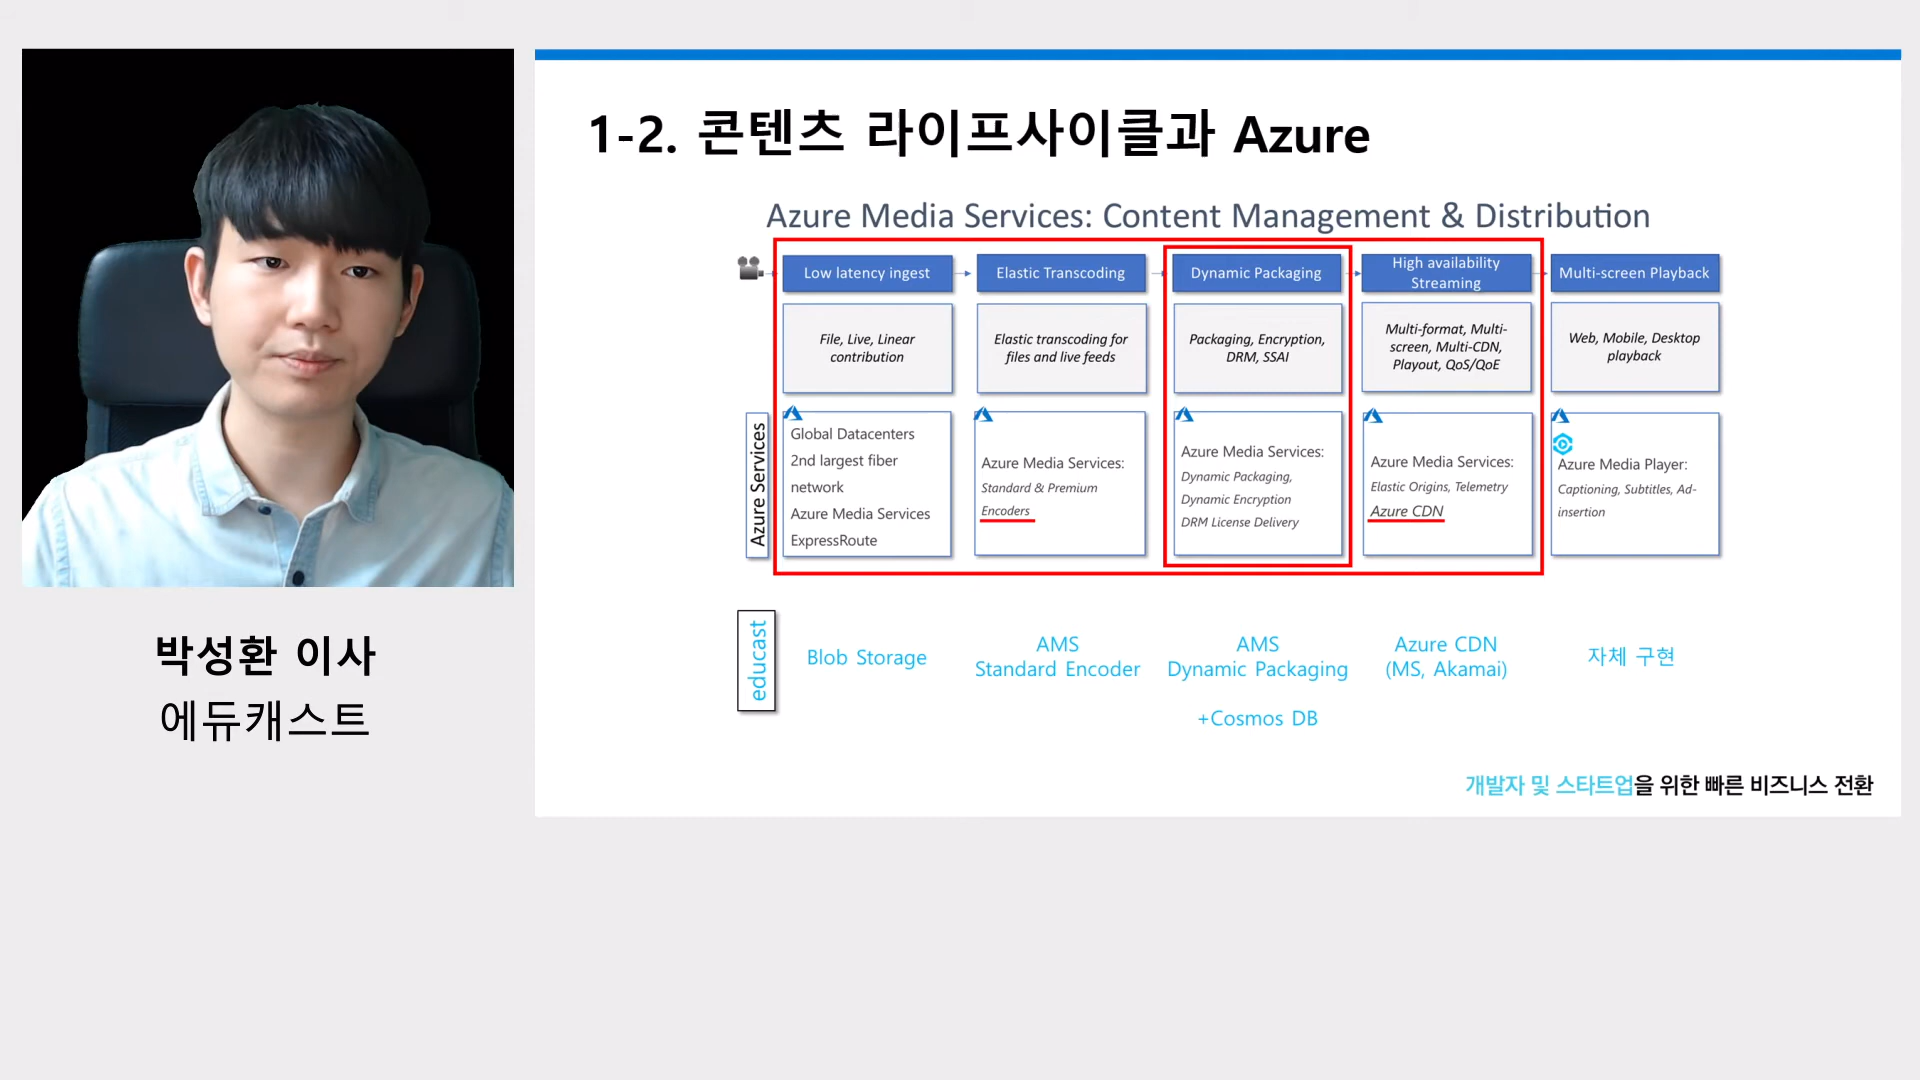 1-2. 콘텐츠 라이프사이클과 Azure
Azure Media Services: Content Management & Distribution
Low latency ingest
Elastic Transcoding
Dynamic Packaging
High availability
Streaming
Multi-screen Playback
File, Live, Linear
contribution
Elastic transcoding for
files and live feeds
Packaging, Encryption,
DRM, SSAI
Multi-format, Multi-
screen, Multi-CDN,
Playout, QoS/QoE
Web, Mobile, Desktop
playback
Azure Services
Global Datacenters
2nd largest fiber
network
Azure Media Services
ExpressRoute
Azure Media Services:
Standard & Premium
Encoders
Azure Media Services:
Dynamic Packaging,
Dynamic Encryption
DRM License Delivery
Azure Media Services:
Elastic Origins, Telemetry
Azure CDN
Azure Media Player:
Captioning, Subtitles, Ad-
insertion
educast
Blob Storage
AMS
Standard Encoder
AMS
Dynamic Packaging
+Cosmos DB
Azure CDN
(MS, Akamai)
자체 구현
박성환 이사
에듀캐스트
개발자 및 스타트업을 위한 빠른 비즈니스 전환